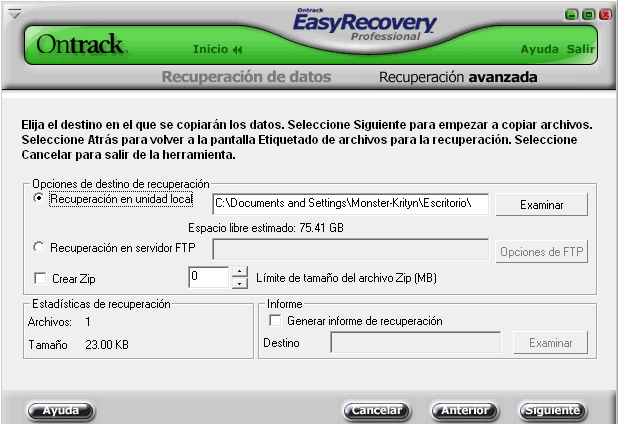 Ontrack
EasyRecovery
Professional
Ontrack
Inicio
Ayuda Salir
Recuperación de datos
Recuperación avanzada
Elija el destino en el que se copiarán los datos. Seleccione Siguiente para empezar a copiar archivos.
Seleccione Atrás para volver a la pantalla Etiquetado de archivos para la recuperación. Seleccione
Cancelar para salir de la herramienta.
Opciones de destino de recuperación
Recuperación en unidad local
C:\Documents and Settings\Monster-Krityn\Escritorio\
Examinar
Espacio libre estimado: 75.41 GB
Recuperación en servidor FTP
Opciones de FTP
Crear Zip
0
Límite de tamaño del archivo Zip (MB)
Estadísticas de recuperación
Archivos: 1
Tamaño 23.00 KB
Informe
Generar informe de recuperación
Destino
Examinar
Ayuda
Cancelar
Anterior
Siguiente